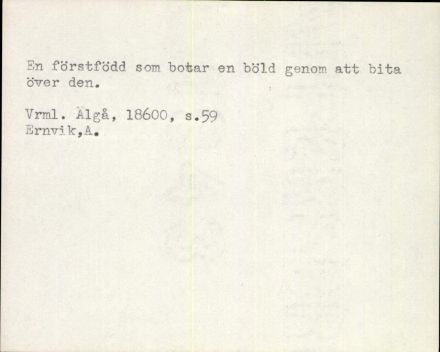 En förstfödd som botar en böld genom att bita
över den.
Vrml. Älgå, 18600, s.59
Ernvik,A.